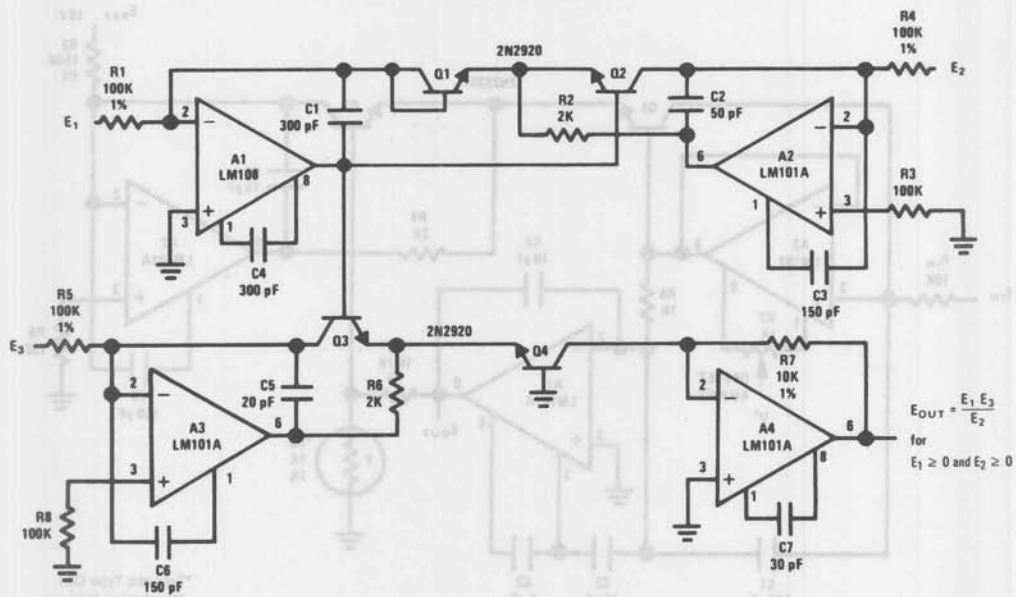 R4
100K
1%
2N2920
R1
100K
1%
Q1
Q2
E2
C1
300 pF
R2
2K
C2
50 pF
E1
2
−
A1
LM108
8
6
−
2
A2
LM101A
3
+
1
C4
300 pF
1
+
3
R3
100K
C3
150 pF
R5
100K
1%
E3
Q3
2N2920
Q4
R7
10K
1%
C5
20 pF
R6
2K
2
−
A3
LM101A
6
2
−
A4
LM101A
6
EOUT = E1 E3
E2
for
E1 ≥ 0 and E2 ≥ 0
3
+
1
3
+
1
8
R8
100K
C6
150 pF
C7
30 pF